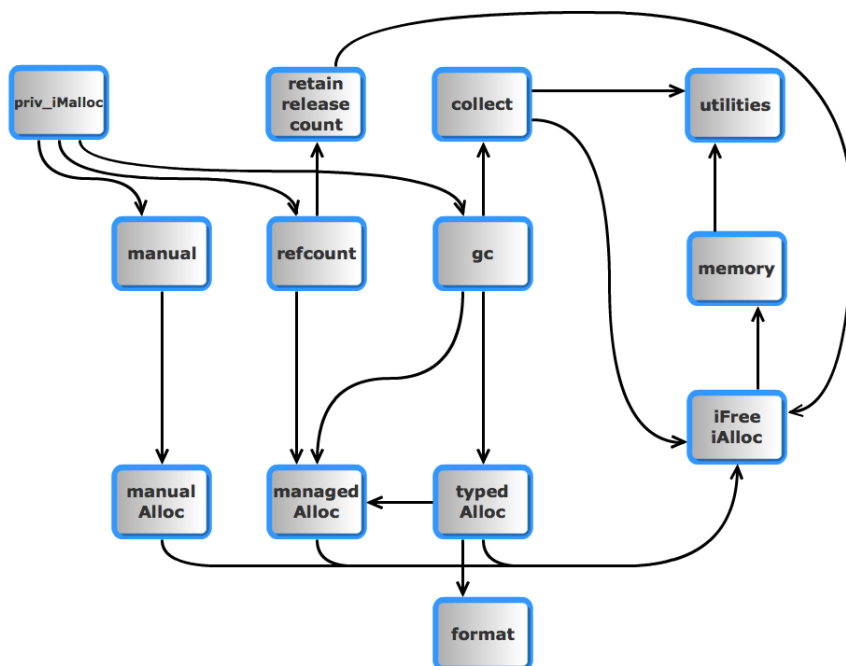 priv_iMalloc
retain
release
count
collect
utilities
manual
refcount
gc
memory
iFree
iAlloc
manual
Alloc
managed
Alloc
typed
Alloc
format